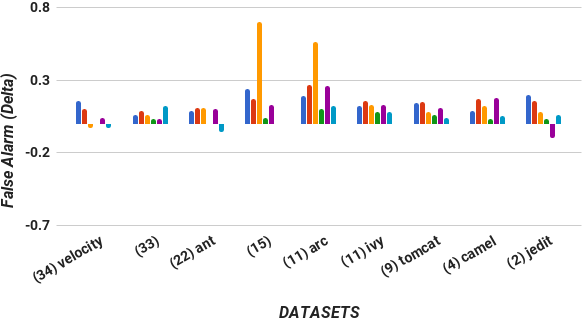 0.8
0.3
-0.2
-0.7
False Alarm (Delta)
(34) velocity
(33)
(22) ant
(15)
(11) arc
(11) ivy
(9) tomcat
(4) camel
(2) jedit
DATASETS